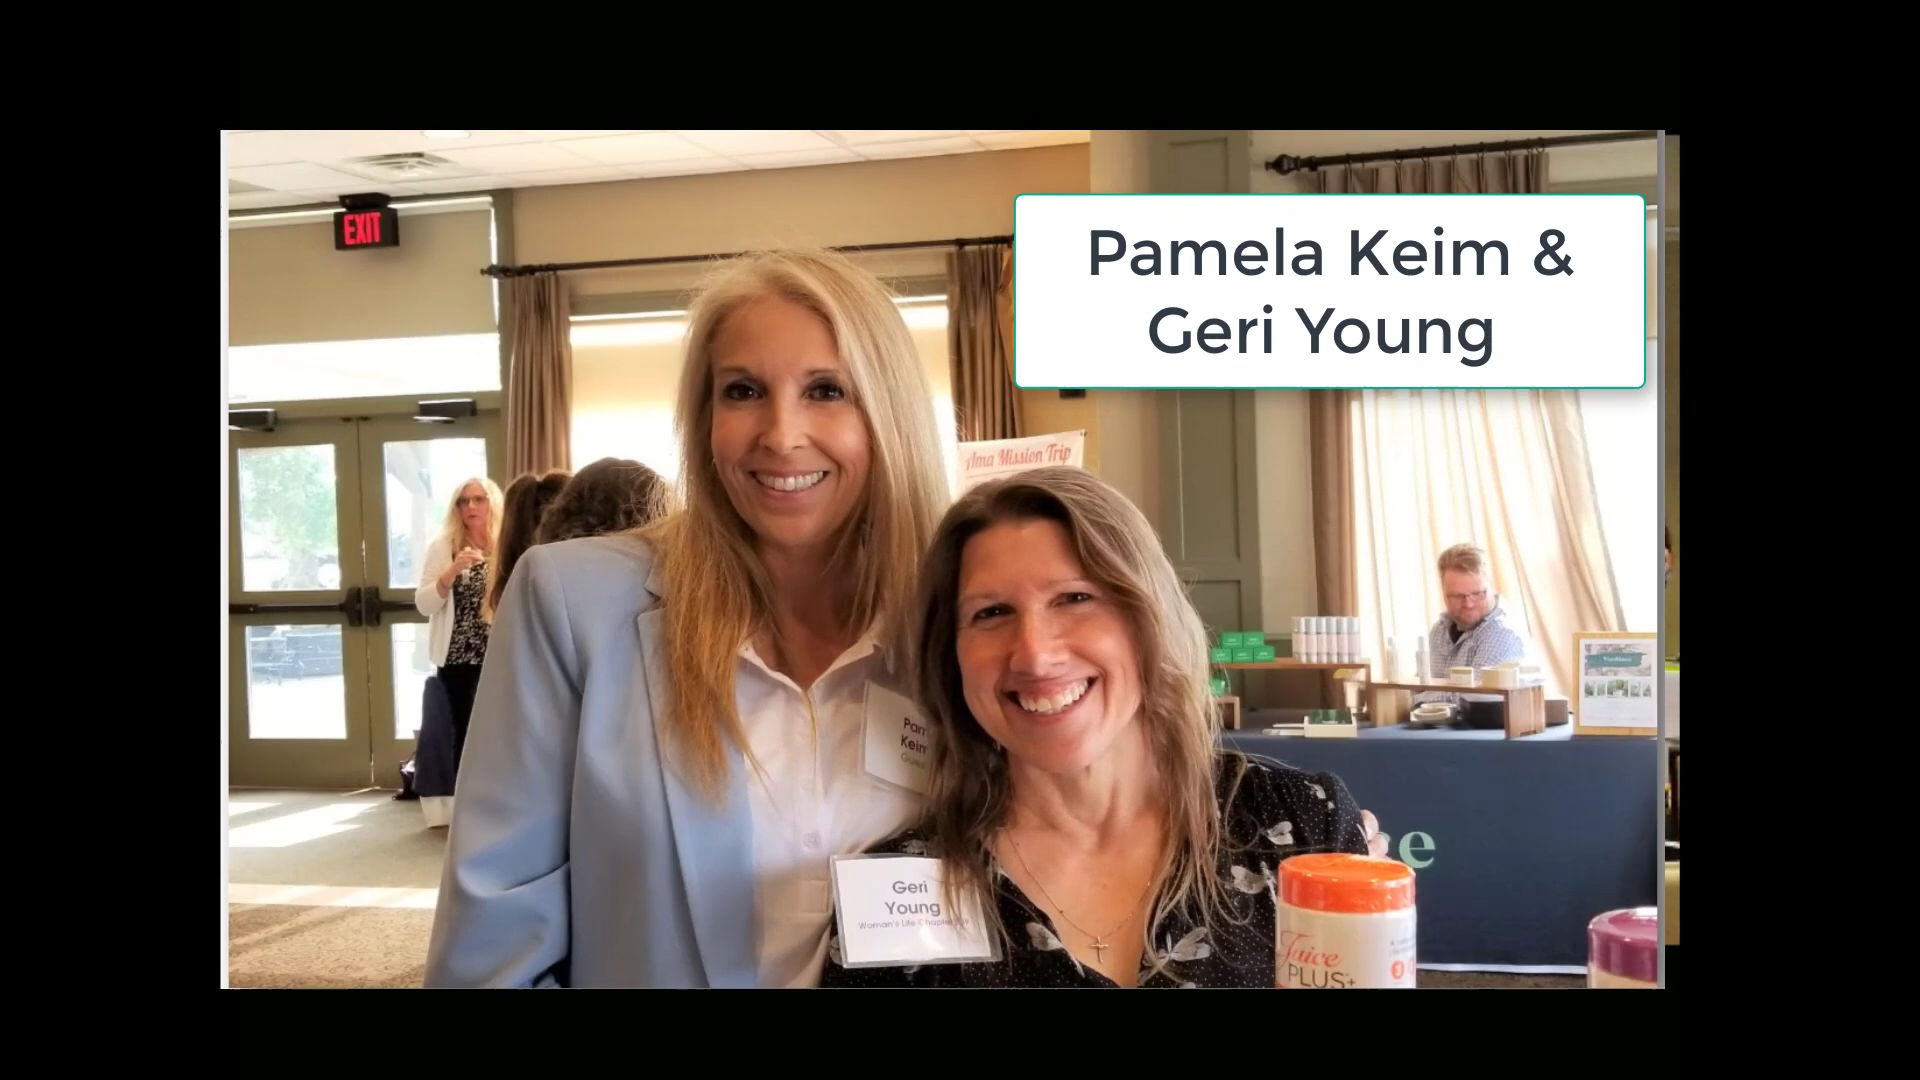 EXIT
Pamela Keim &
Geri Young
Ama Mission Trip
Pam
Keim
Geri
Young
Woman's Life Chapter
e
Juice
PLUS+